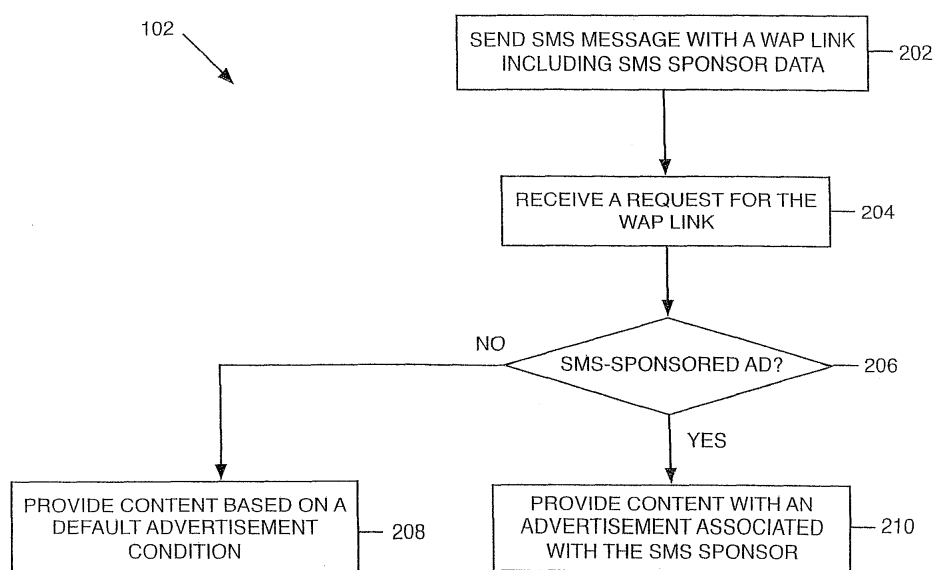 102
SEND SMS MESSAGE WITH A WAP LINK
INCLUDING SMS SPONSOR DATA
202
RECEIVE A REQUEST FOR THE
WAP LINK
204
NO
SMS-SPONSORED AD?
206
YES
PROVIDE CONTENT BASED ON A
DEFAULT ADVERTISEMENT
CONDITION
208
PROVIDE CONTENT WITH AN
ADVERTISEMENT ASSOCIATED
WITH THE SMS SPONSOR
210